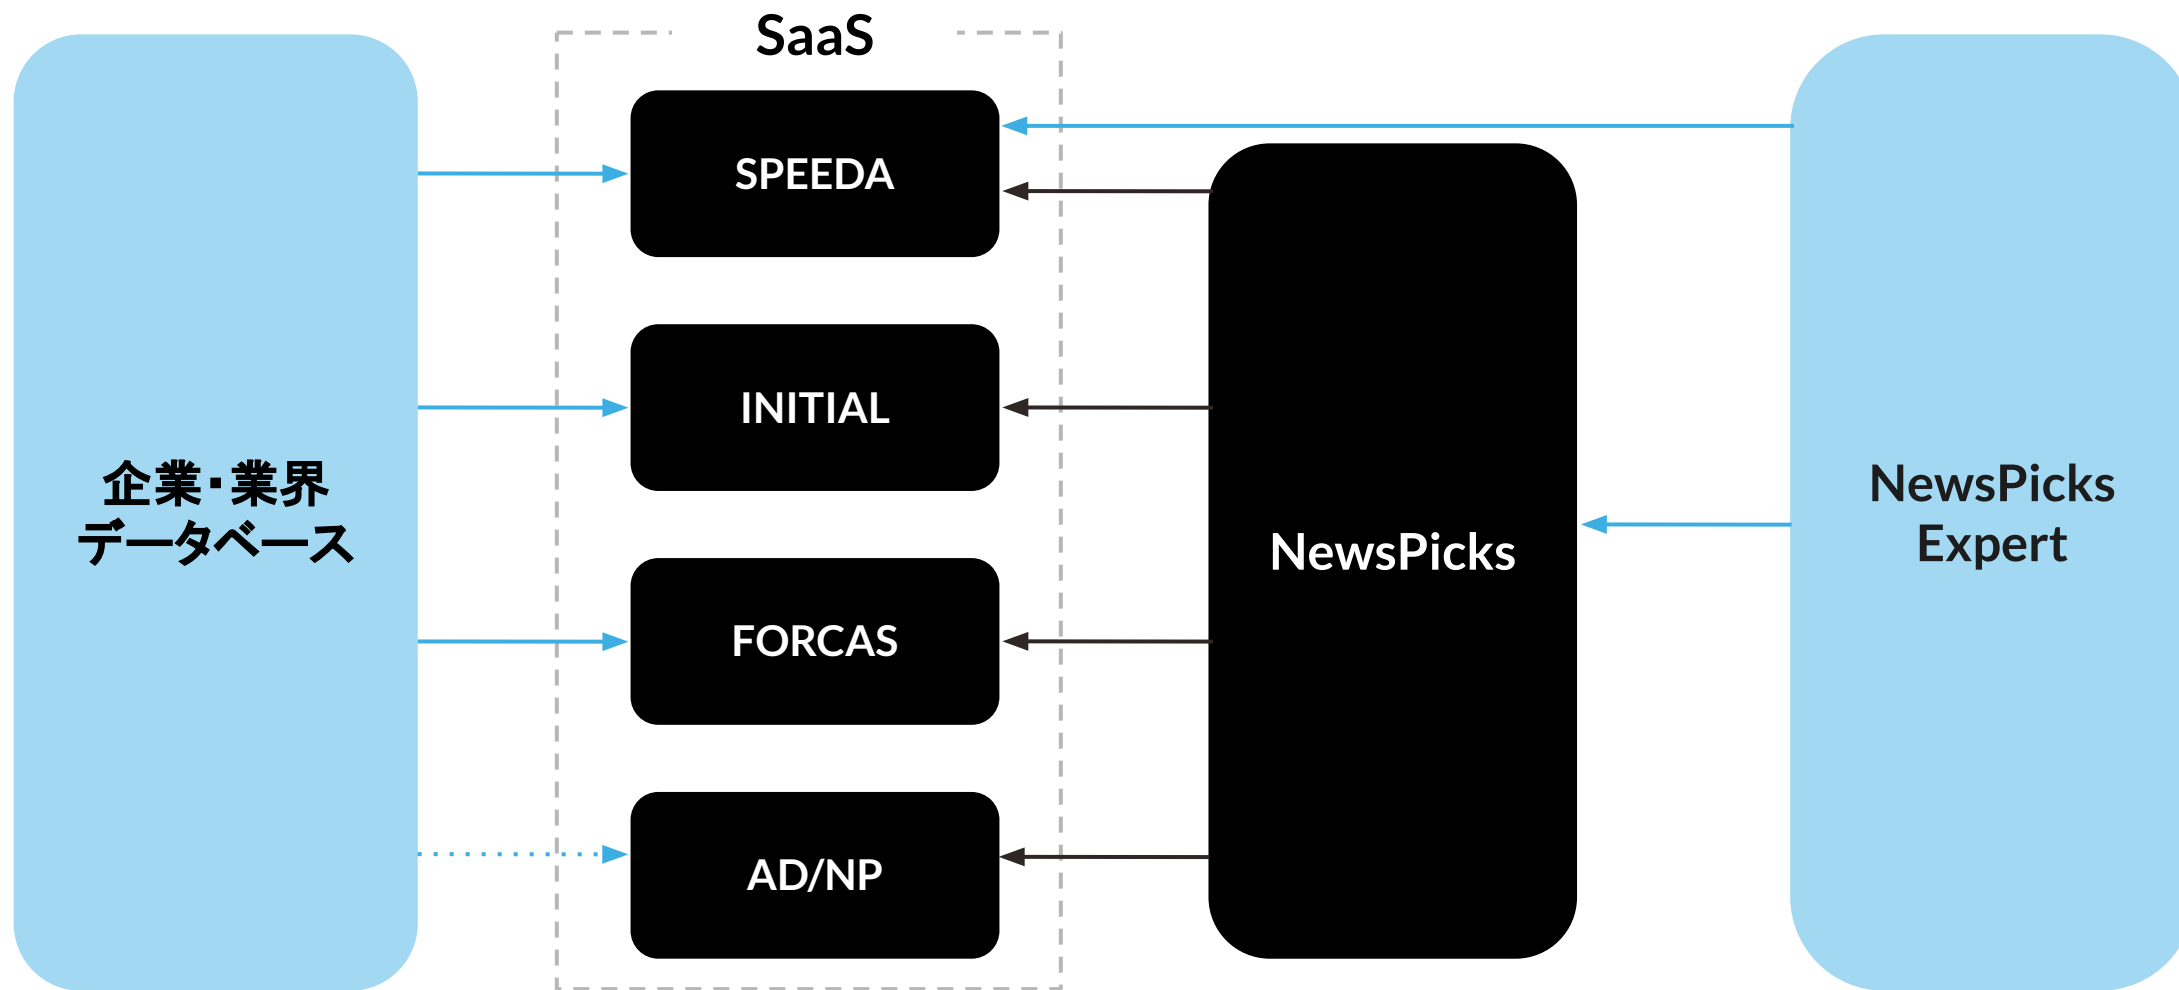 SaaS
SPEEDA
INITIAL
FORCAS
AD/NP
企業・業界
データベース
NewsPicks
NewsPicks
Expert